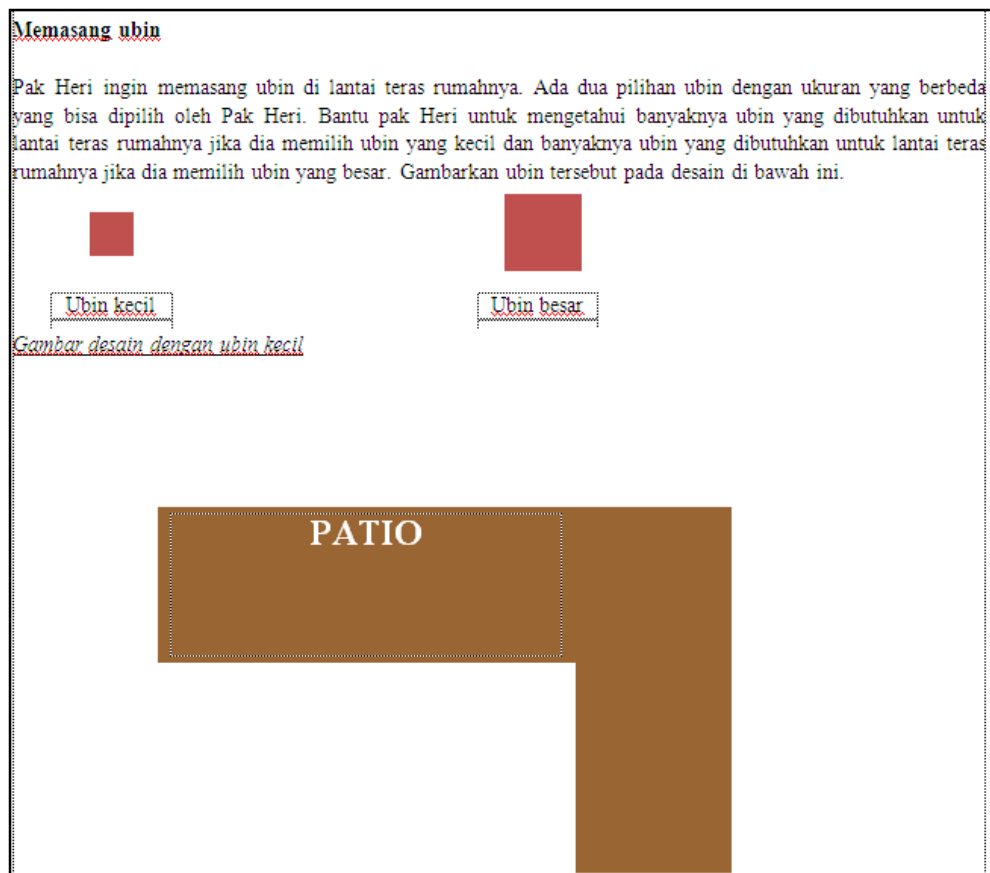 Memasang ubin
Pak Heri ingin memasang ubin di lantai teras rumahnya. Ada dua pilihan ubin dengan ukuran yang berbeda
yang bisa dipilih oleh Pak Heri. Bantu pak Heri untuk mengetahui banyaknya ubin yang dibutuhkan untuk
lantai teras rumahnya jika dia memilih ubin yang kecil dan banyaknya ubin yang dibutuhkan untuk lantai teras
rumahnya jika dia memilih ubin yang besar. Gambarkan ubin tersebut pada desain di bawah ini.
Ubin kecil Ubin besar
Gambar desain dengan ubin kecil
PATIO